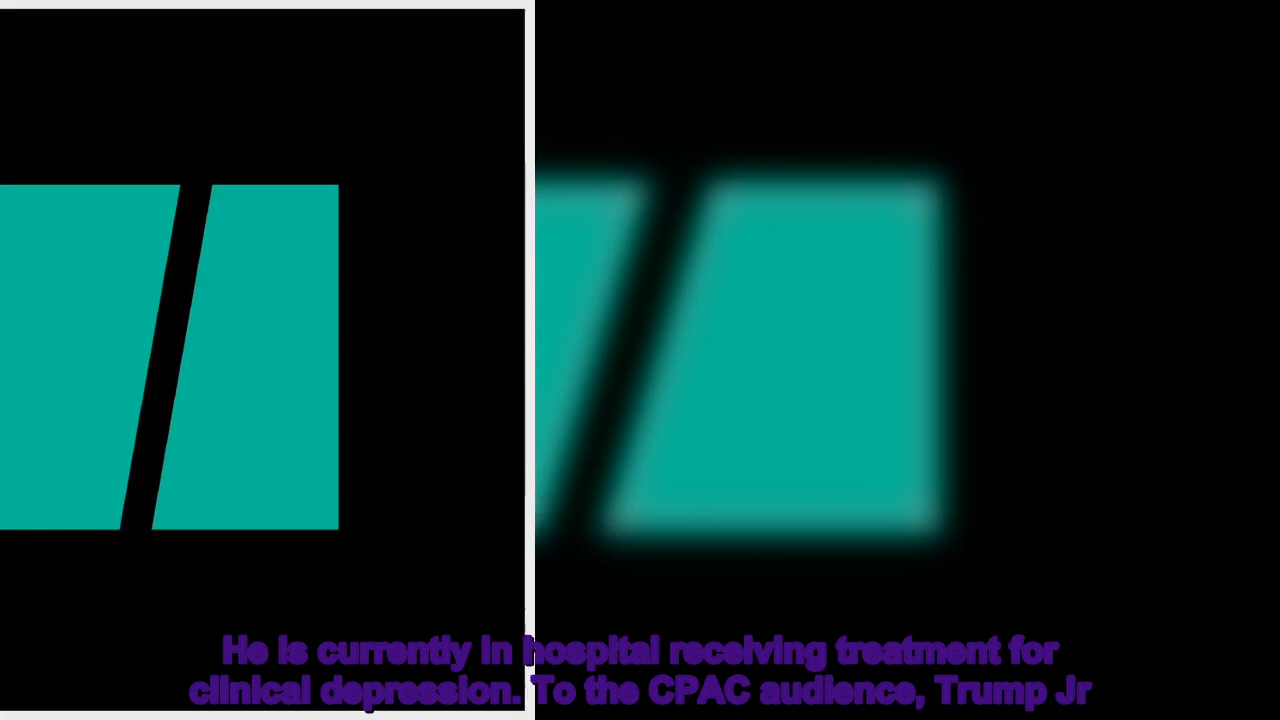 He is currently in hospital receiving treatment for
clinical depression. To the CPAC audience, Trump Jr